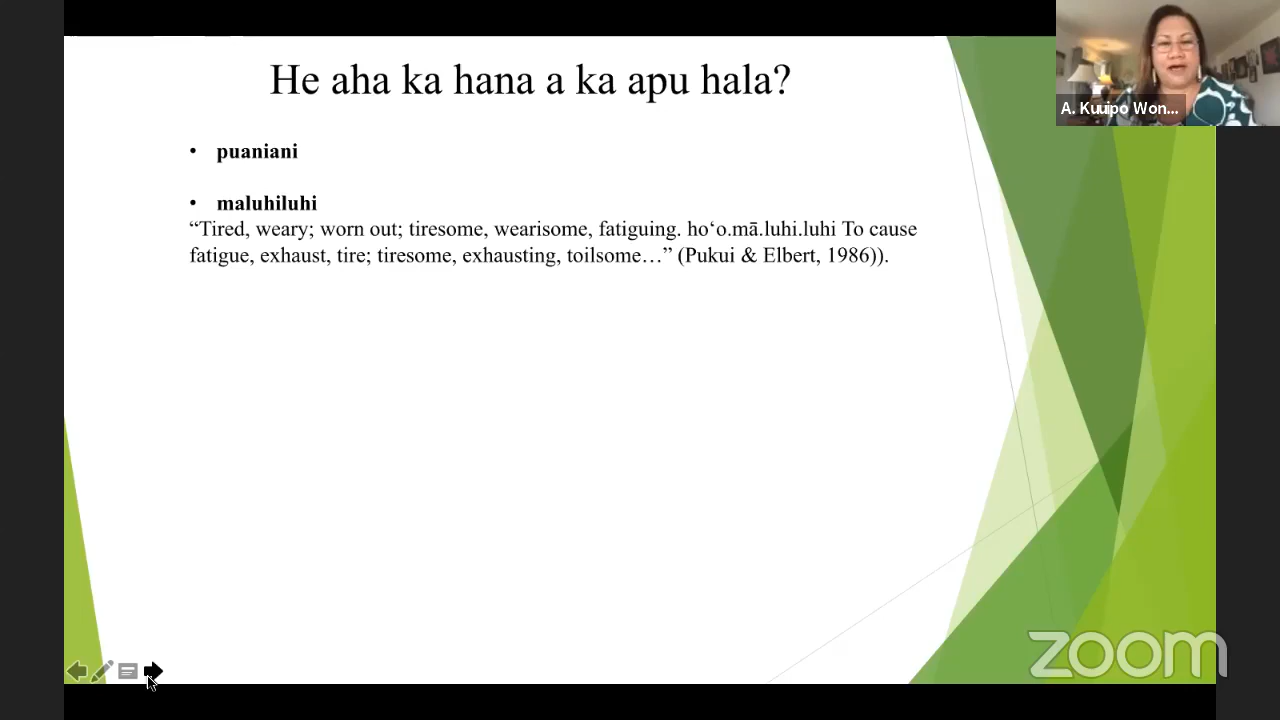 He aha ka hana a ka apu hala?
A. Kuuipo Won...
• puaniani
• maluhiluhi
“Tired, weary; worn out; tiresome, wearisome, fatiguing. ho‘o.mā.luhi.luhi To cause
fatigue, exhaust, tire; tiresome, exhausting, toilsome…” (Pukui & Elbert, 1986)).
zoom